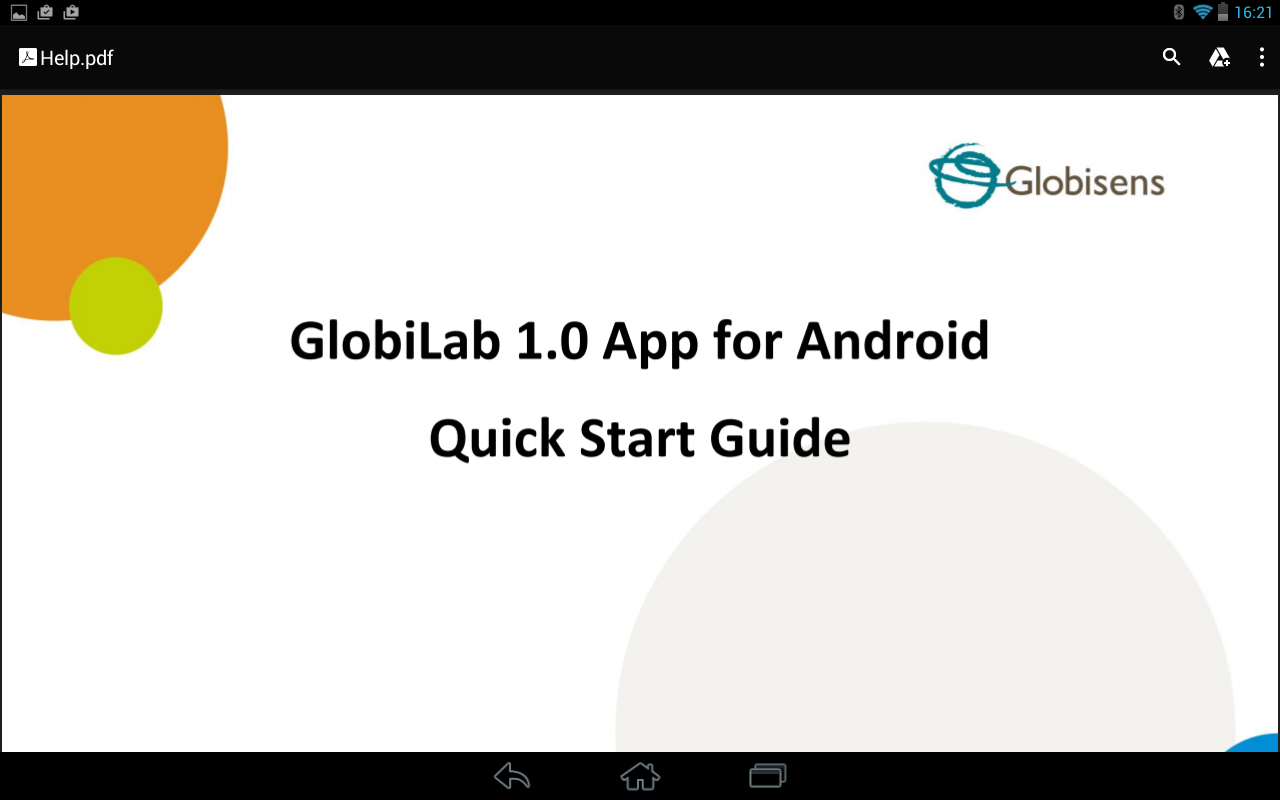 16:21
Help.pdf
Globisens
GlobiLab 1.0 App for Android
Quick Start Guide